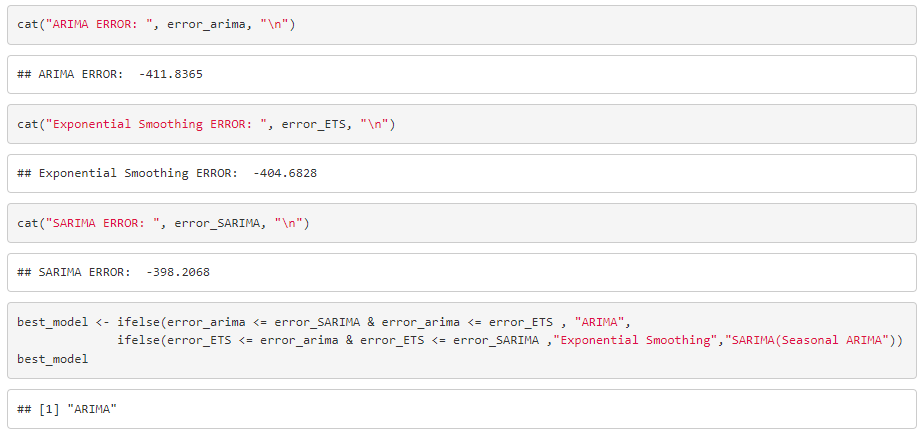 cat("ARIMA ERROR: ", error_arima, "\n")
## ARIMA ERROR:  -411.8365
cat("Exponential Smoothing ERROR: ", error_ETS, "\n")
## Exponential Smoothing ERROR:  -404.6828
cat("SARIMA ERROR: ", error_SARIMA, "\n")
## SARIMA ERROR:  -398.2068
best_model <- ifelse(error_arima <= error_SARIMA & error_arima <= error_ETS , "ARIMA",
              ifelse(error_ETS <= error_arima & error_ETS <= error_SARIMA ,"Exponential Smoothing","SARIMA(Seasonal ARIMA"))
best_model
## [1] "ARIMA"